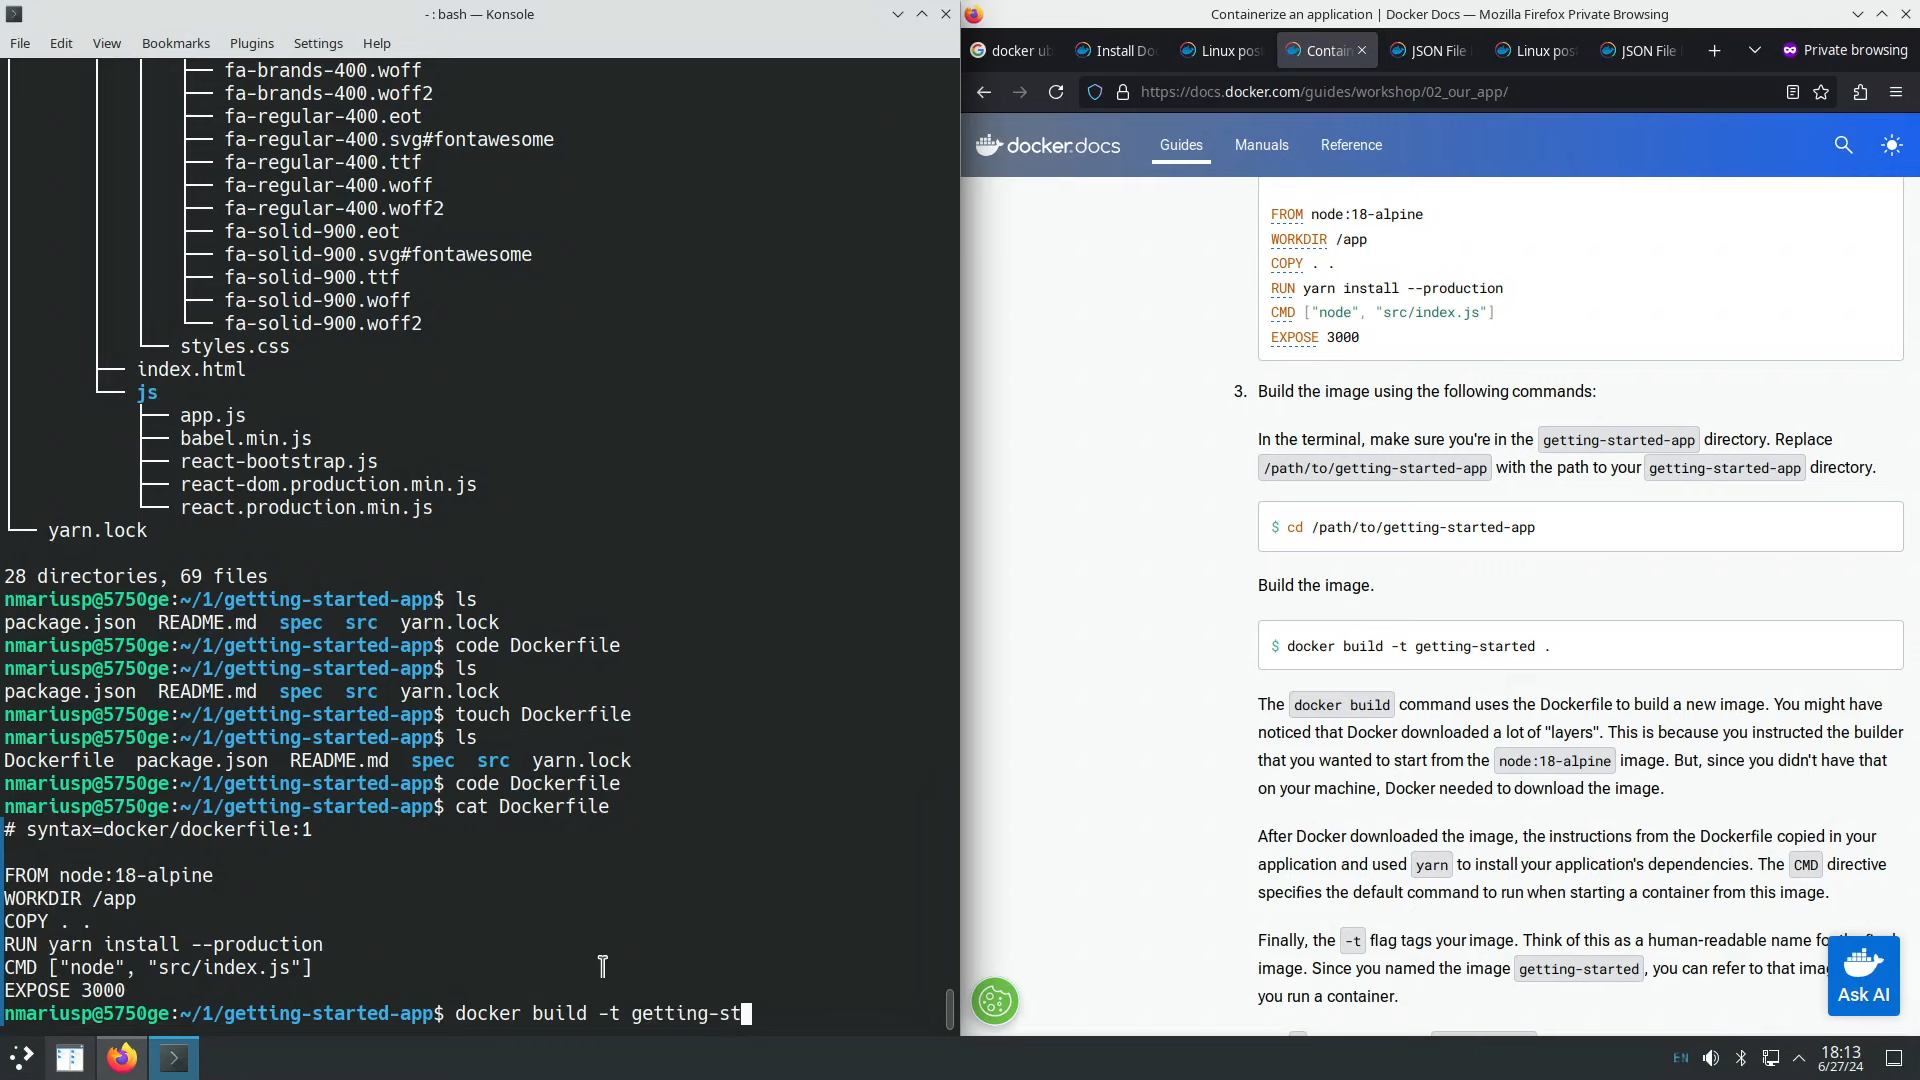 - : bash — Konsole
File Edit View Bookmarks Plugins Settings Help
fa-brands-400.woff
fa-brands-400.woff2
fa-regular-400.eot
fa-regular-400.svg#fontawesome
fa-regular-400.ttf
fa-regular-400.woff
fa-regular-400.woff2
fa-solid-900.eot
fa-solid-900.svg#fontawesome
fa-solid-900.ttf
fa-solid-900.woff
fa-solid-900.woff2
styles.css
index.html
js
app.js
babel.min.js
react-bootstrap.js
react-dom.production.min.js
react.production.min.js
yarn.lock
28 directories, 69 files
nmariusp@5750ge:~/1/getting-started-app$ ls
package.json README.md spec src yarn.lock
nmariusp@5750ge:~/1/getting-started-app$ code Dockerfile
nmariusp@5750ge:~/1/getting-started-app$ ls
package.json README.md spec src yarn.lock
nmariusp@5750ge:~/1/getting-started-app$ touch Dockerfile
nmariusp@5750ge:~/1/getting-started-app$ ls
Dockerfile package.json README.md spec src yarn.lock
nmariusp@5750ge:~/1/getting-started-app$ code Dockerfile
nmariusp@5750ge:~/1/getting-started-app$ cat Dockerfile
# syntax=docker/dockerfile:1
FROM node:18-alpine
WORKDIR /app
COPY . .
RUN yarn install --production
CMD ["node", "src/index.js"]
EXPOSE 3000
nmariusp@5750ge:~/1/getting-started-app$ docker build -t getting-st
Containerize an application | Docker Docs — Mozilla Firefox Private Browsing
docker ub Install Do Linux pos Contain JSON File Linux pos JSON File Private browsing
https://docs.docker.com/guides/workshop/02_our_app/
docker.docs Guides Manuals Reference
FROM node:18-alpine
WORKDIR /app
COPY . .
RUN yarn install --production
CMD ["node", "src/index.js"]
EXPOSE 3000
3. Build the image using the following commands:
In the terminal, make sure you're in the getting-started-app directory. Replace
/path/to/getting-started-app with the path to your getting-started-app directory.
$ cd /path/to/getting-started-app
Build the image.
$ docker build -t getting-started .
The docker build command uses the Dockerfile to build a new image. You might have
noticed that Docker downloaded a lot of "layers". This is because you instructed the builder
that you wanted to start from the node:18-alpine image. But, since you didn't have that
on your machine, Docker needed to download the image.
After Docker downloaded the image, the instructions from the Dockerfile copied in your
application and used yarn to install your application's dependencies. The CMD directive
specifies the default command to run when starting a container from this image.
Finally, the -t flag tags your image. Think of this as a human-readable name for the
image. Since you named the image getting-started, you can refer to that
you run a container.
Ask AI
EN 18:13
6/27/24